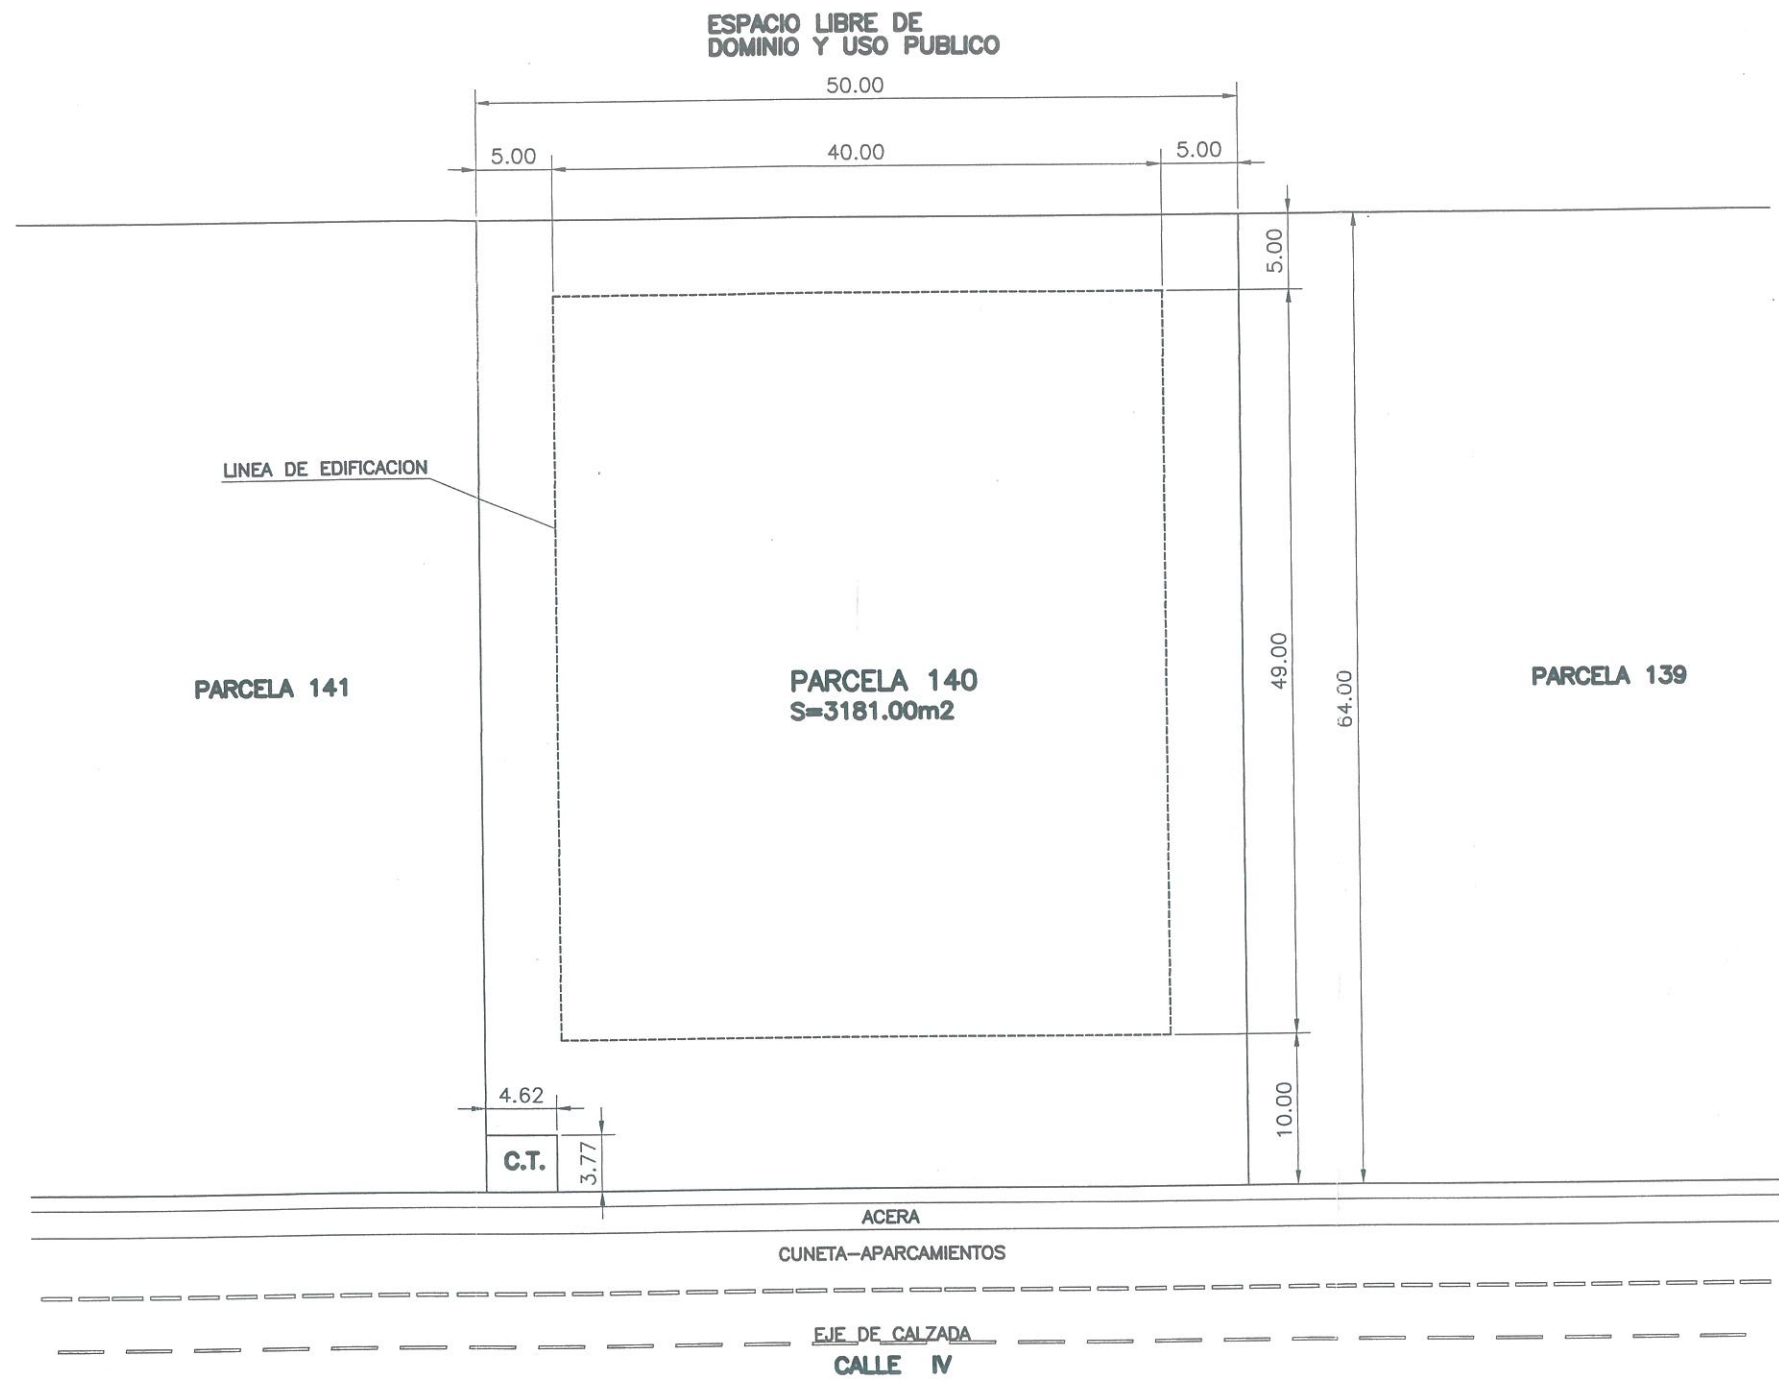 ESPACIO LIBRE DE
DOMINIO Y USO PUBLICO
50.00
5.00
40.00
5.00
5.00
LINEA DE EDIFICACION
49.00
64.00
PARCELA 141
PARCELA 140
S=3181.00m2
PARCELA 139
4.62
10.00
C.T.
3.77
ACERA
CUNETA-APARCAMIENTOS
EJE DE CALZADA
CALLE IV